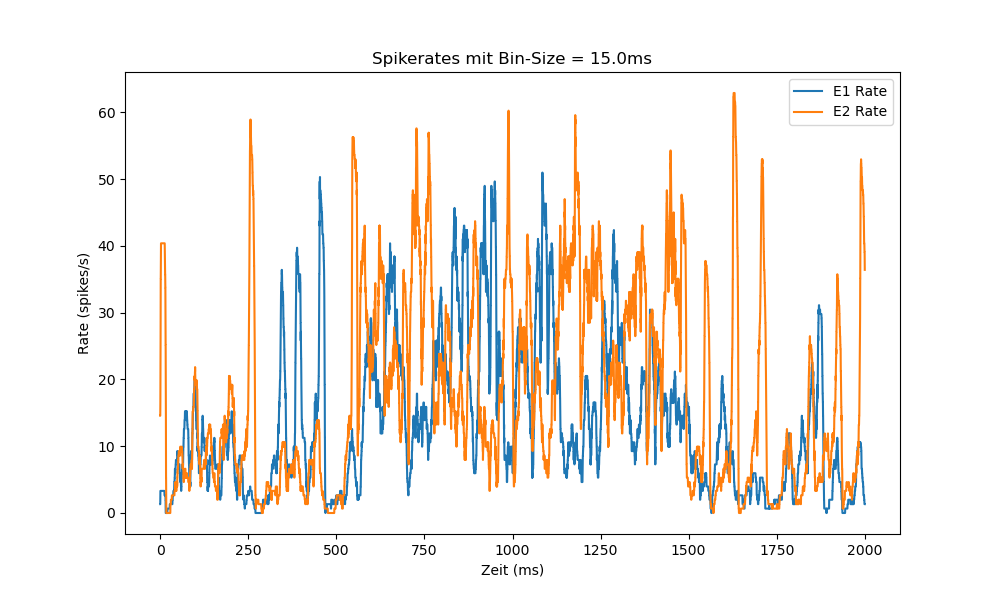 Spikerates mit Bin-Size = 15.0ms
E1 Rate
E2 Rate
60
50
40
30
20
10
0
Rate (spikes/s)
0 250 500 750 1000 1250 1500 1750 2000
Zeit (ms)